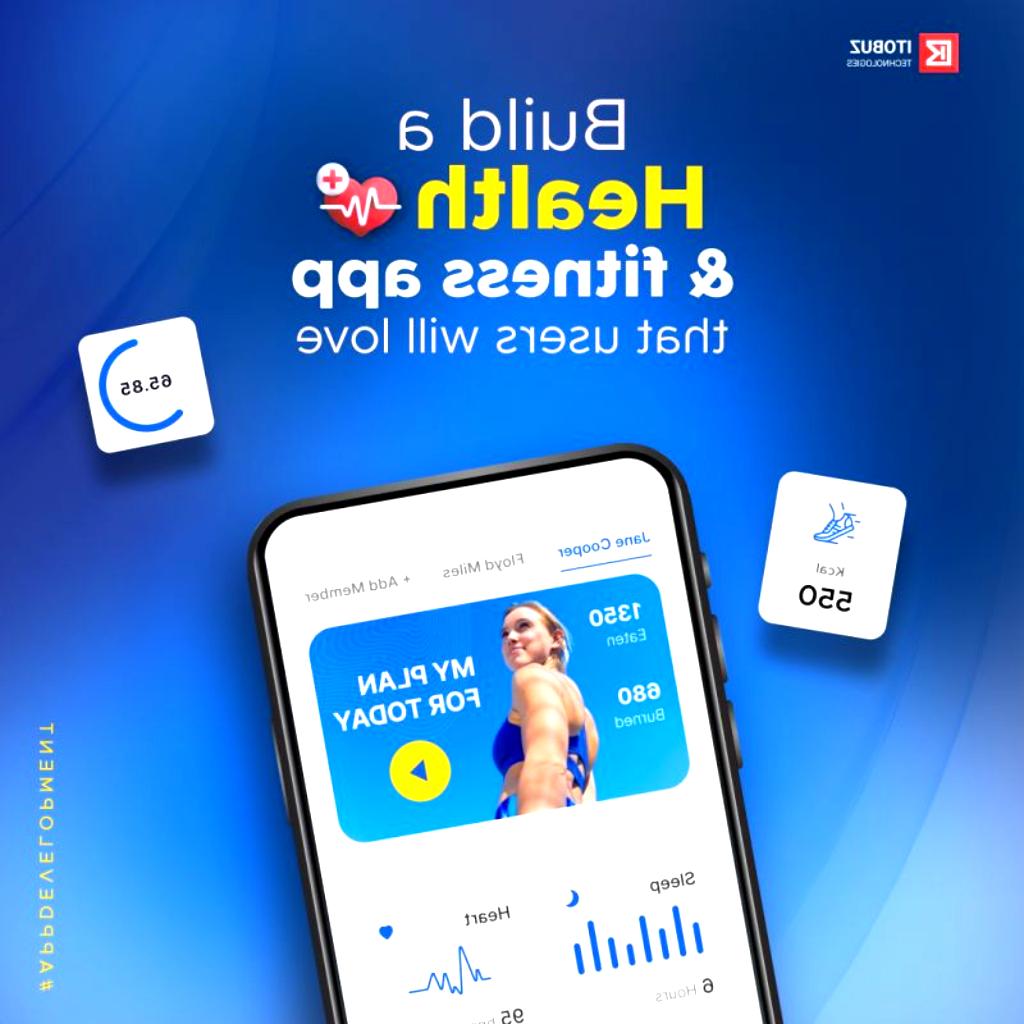 ITOBUZ
TECHNOLOGIES
Build a
Health
& fitness app
that users will love
65.85
Kcal
550
Jane Cooper
Floyd Miles
+ Add Member
1350
Eaten
680
Burned
MY PLAN
FOR TODAY
Sleep
6 Hours
Heart
95
#APPDEVELOPMENT